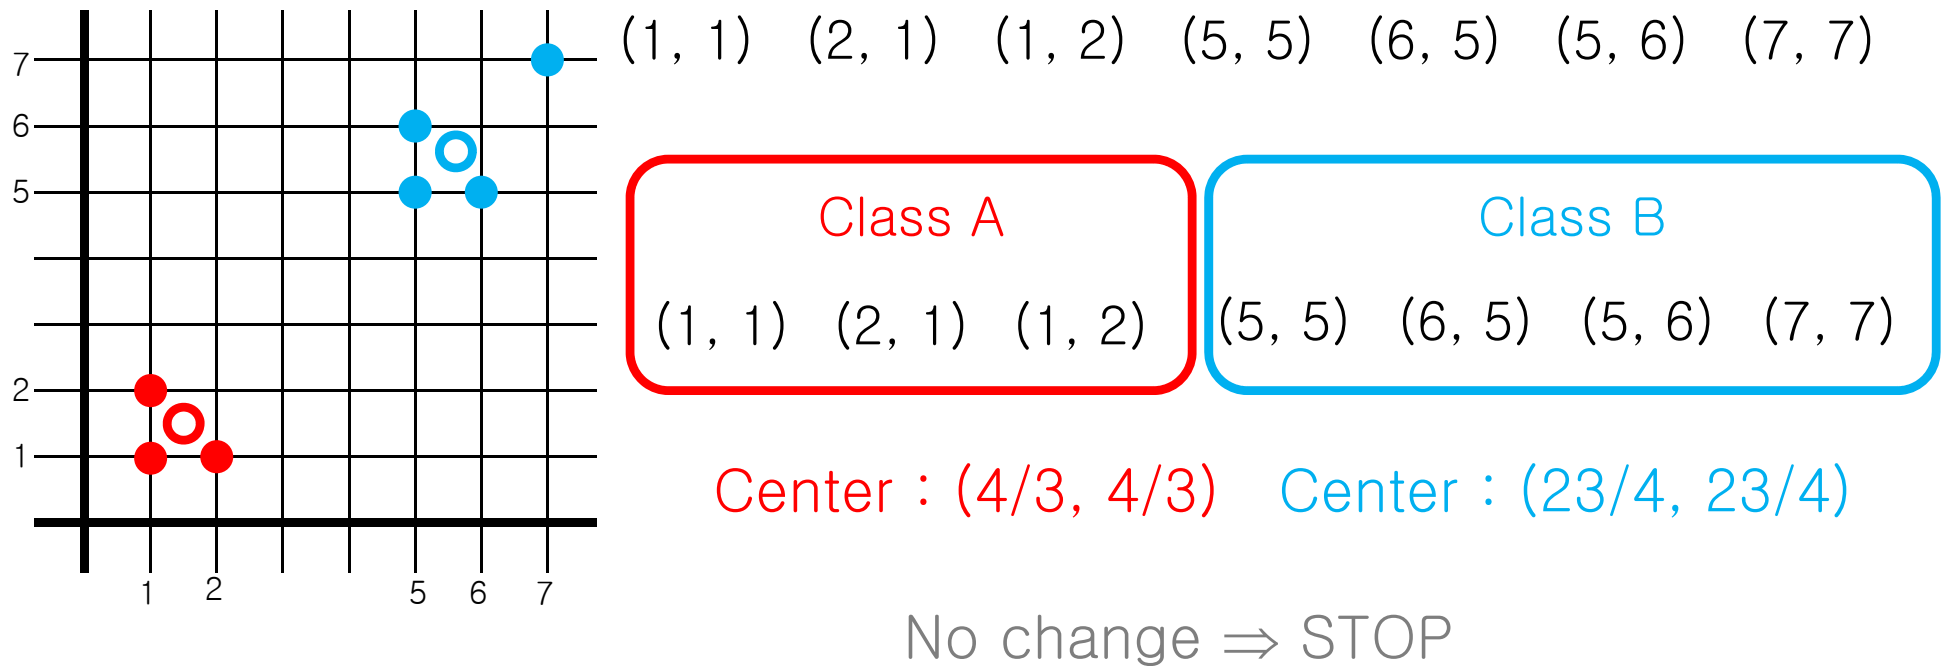 (1, 1) (2, 1) (1, 2) (5, 5) (6, 5) (5, 6) (7, 7)
7
6
5
2
1
1 2 5 6 7
Class A
(1, 1) (2, 1) (1, 2)
Class B
(5, 5) (6, 5) (5, 6) (7, 7)
Center : (4/3, 4/3)
Center : (23/4, 23/4)
No change ⇒ STOP